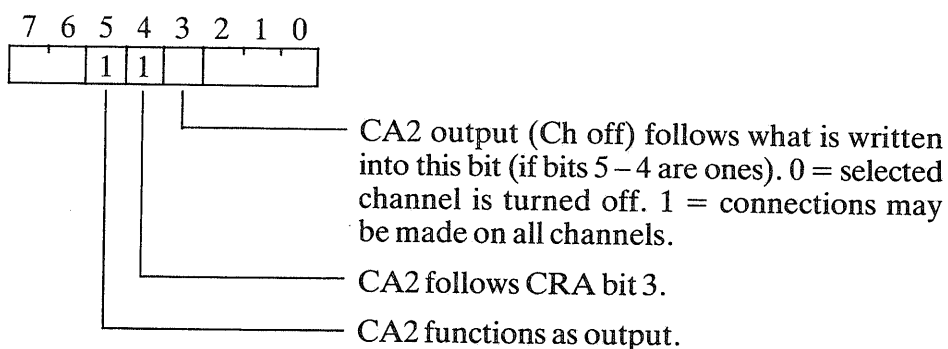 7 6 5 4 3 2 1 0
1 1
CA2 output (Ch off) follows what is written
into this bit (if bits 5 – 4 are ones). 0 = selected
channel is turned off. 1 = connections may
be made on all channels.
CA2 follows CRA bit 3.
CA2 functions as output.